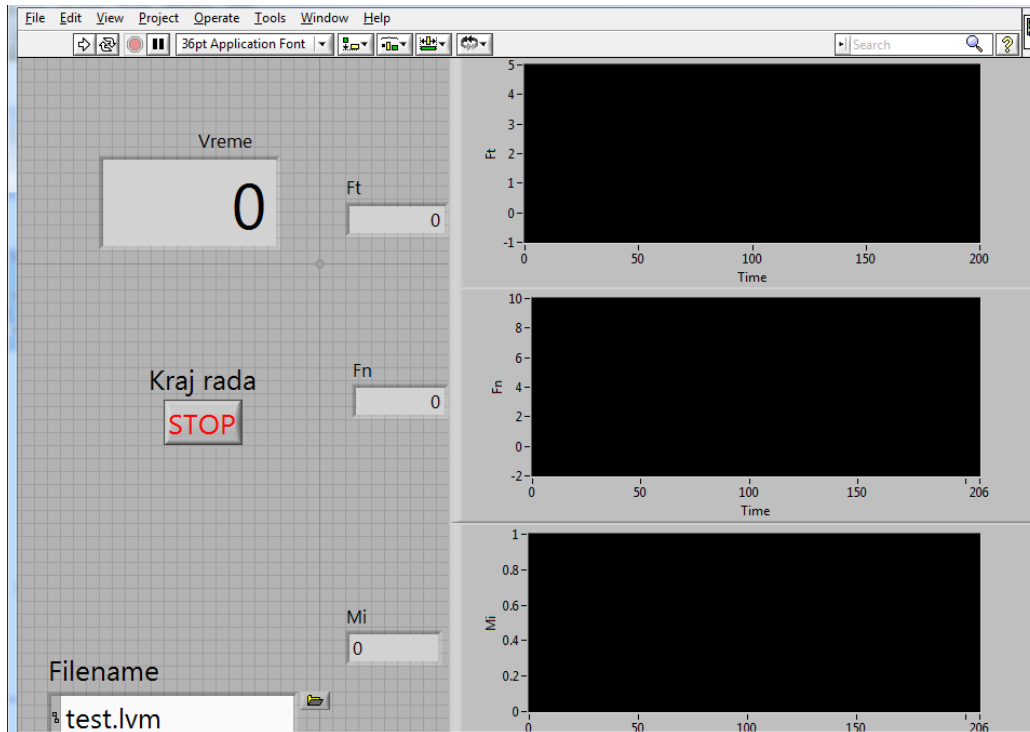 File Edit View Project Operate Tools Window Help
36pt Application Font Search ?
Vreme
0
Ft
0
5
4
3
2
1
0
-1
Ft
0 50 100 150 200
Time
Kraj rada
STOP
Fn
0
10
8
6
4
2
0
-2
Fn
0 50 100 150 206
Time
Mi
0
Filename
test.lvm
1
0.8
0.6
0.4
0.2
0
Mi
0 50 100 150 206